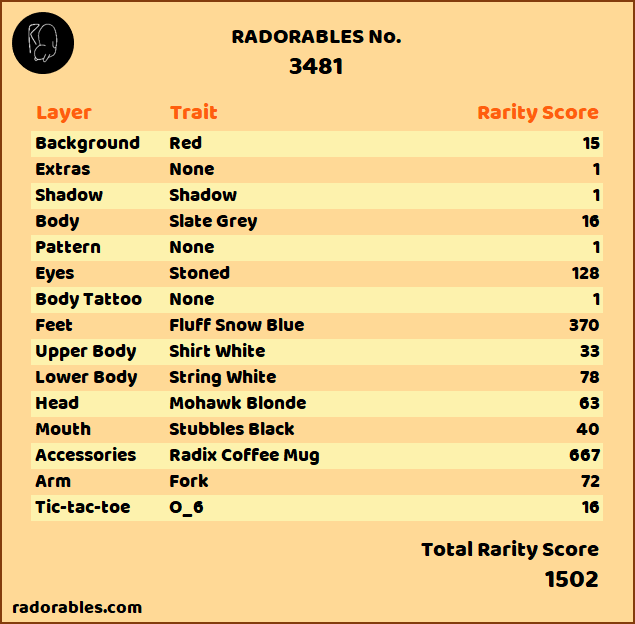 RADORABLES No.
3481
Layer Trait Rarity Score
Background Red 15
Extras None 1
Shadow Shadow 1
Body Slate Grey 16
Pattern None 1
Eyes Stoned 128
Body Tattoo None 1
Feet Fluff Snow Blue 370
Upper Body Shirt White 33
Lower Body String White 78
Head Mohawk Blonde 63
Mouth Stubbles Black 40
Accessories Radix Coffee Mug 667
Arm Fork 72
Tic-tac-toe O_6 16
Total Rarity Score
1502
radorables.com